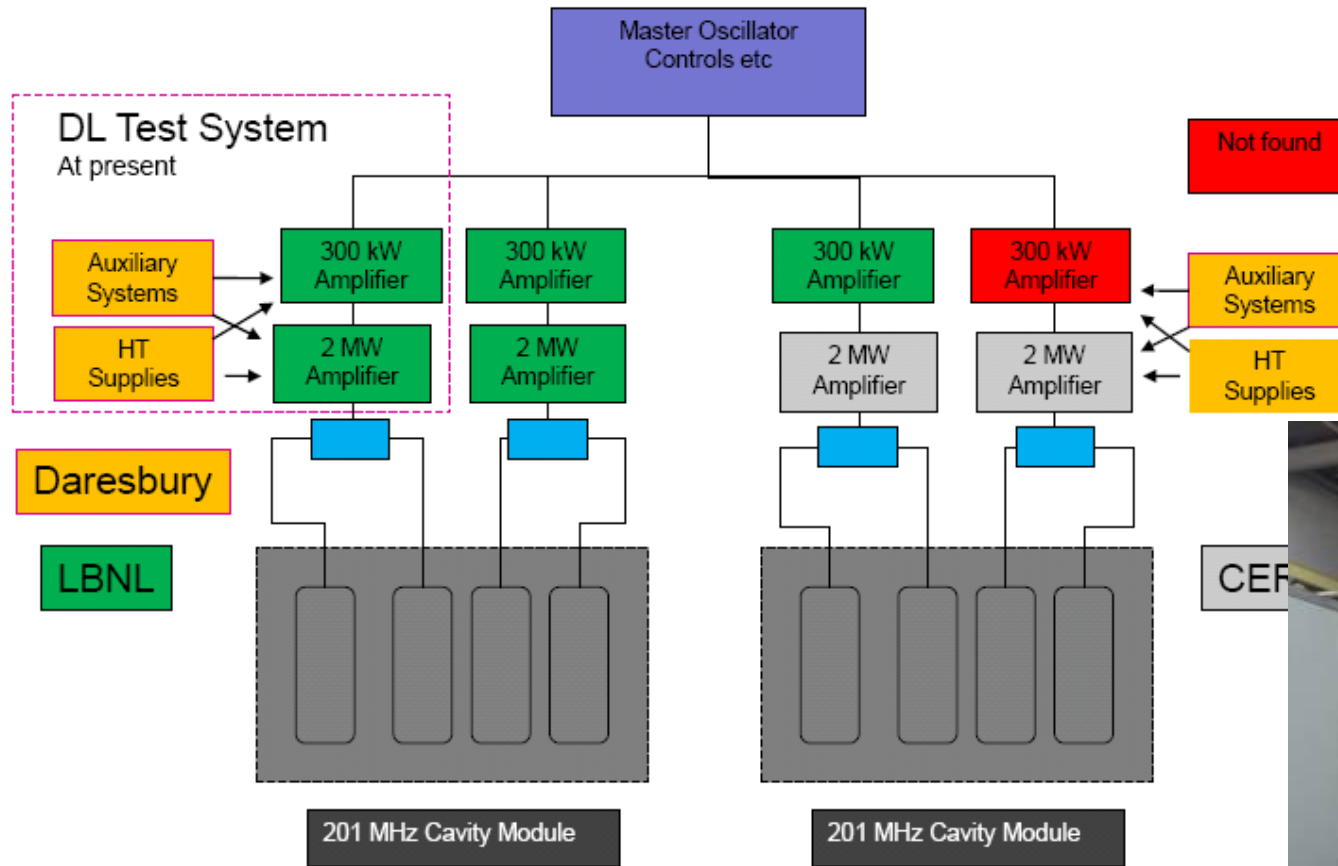 Master Oscillator
Controls etc
DL Test System
At present
Not found
300 kW
Amplifier
300 kW
Amplifier
300 kW
Amplifier
300 kW
Amplifier
Auxiliary
Systems
Auxiliary
Systems
2 MW
Amplifier
2 MW
Amplifier
2 MW
Amplifier
2 MW
Amplifier
HT
Supplies
HT
Supplies
Daresbury
LBNL
201 MHz Cavity Module
201 MHz Cavity Module